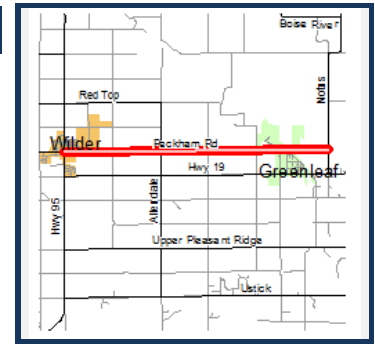 Boise River
Red Top
Notus
Wilder
Peckham Rd
Hwy 19
Greenleaf
Allendale
Hwy 95
Upper Pleasant Ridge
Ustick